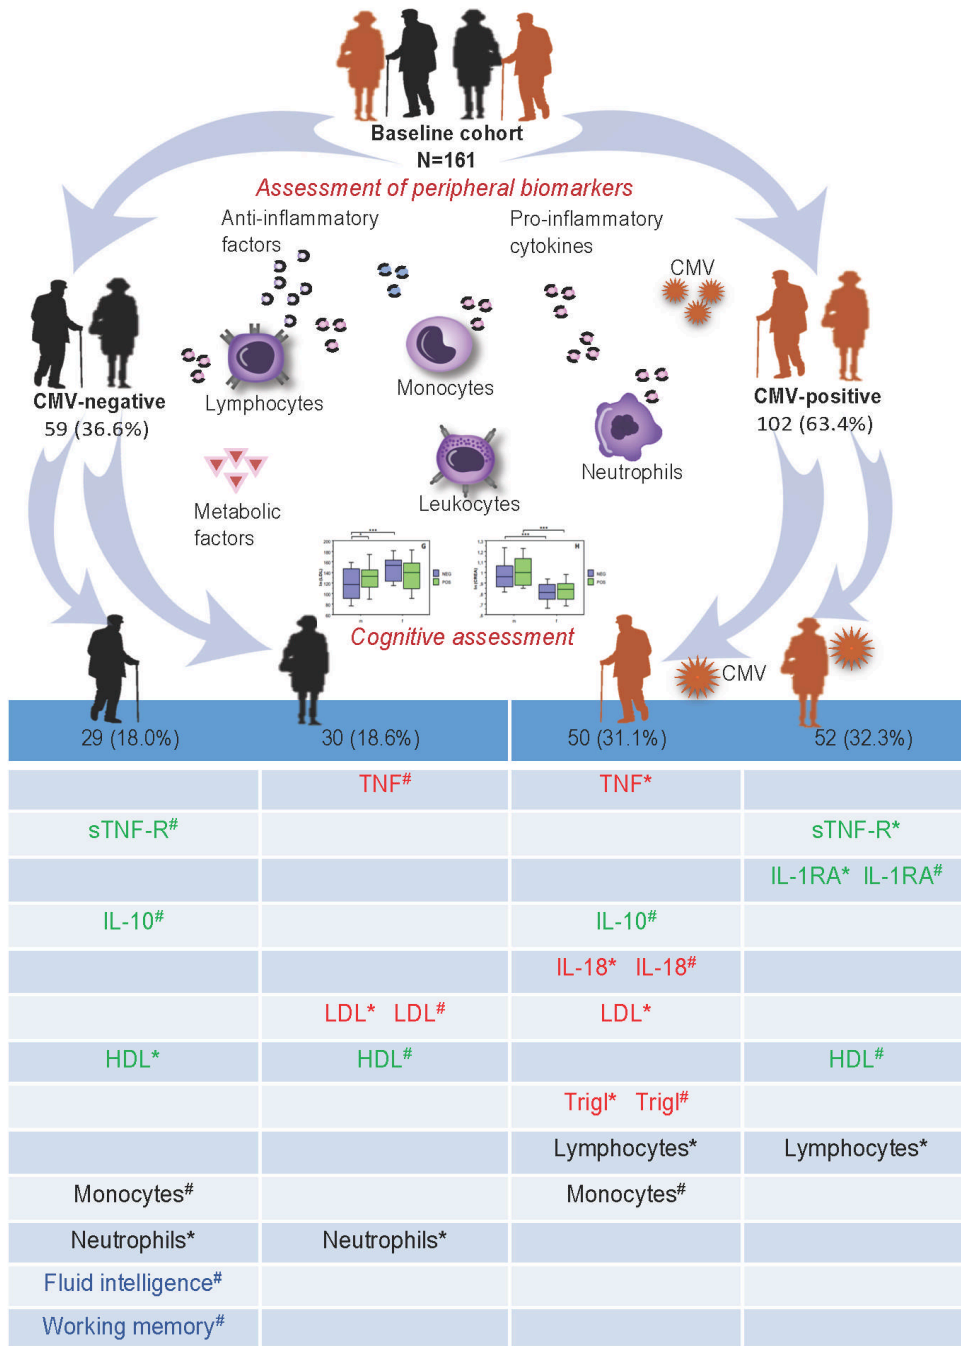 Baseline cohort
N=161
Assessment of peripheral biomarkers
Anti-inflammatory
factors
Pro-inflammatory
cytokines
CMV
Lymphocytes
Monocytes
CMV-negative
59 (36.6%)
CMV-positive
102 (63.4%)
Neutrophils
Leukocytes
Metabolic
factors
G
NEG
POS
H
NEG
POS
Cognitive assessment
CMV
29 (18.0%) 30 (18.6%) 50 (31.1%) 52 (32.3%)
TNF# TNF*
sTNF-R# sTNF-R*
IL-1RA* IL-1RA#
IL-10# IL-10#
IL-18* IL-18#
LDL* LDL# LDL*
HDL* HDL# HDL#
Trigl* Trigl#
Lymphocytes* Lymphocytes*
Monocytes# Monocytes#
Neutrophils* Neutrophils*
Fluid intelligence#
Working memory#